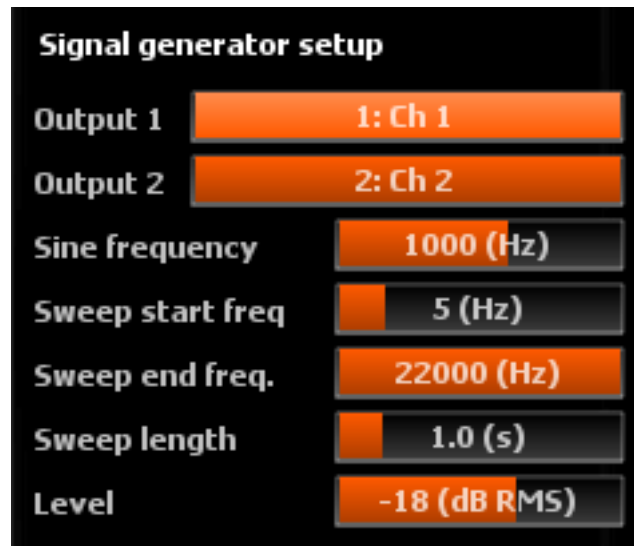 Signal generator setup
Output 1 1: Ch 1
Output 2 2: Ch 2
Sine frequency 1000 (Hz)
Sweep start freq 5 (Hz)
Sweep end freq. 22000 (Hz)
Sweep length 1.0 (s)
Level -18 (dB RMS)